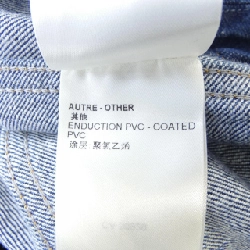 AUTRE - OTHER
其他
ENDUCTION PVC - COATED
PVC
涂层 聚氯乙烯